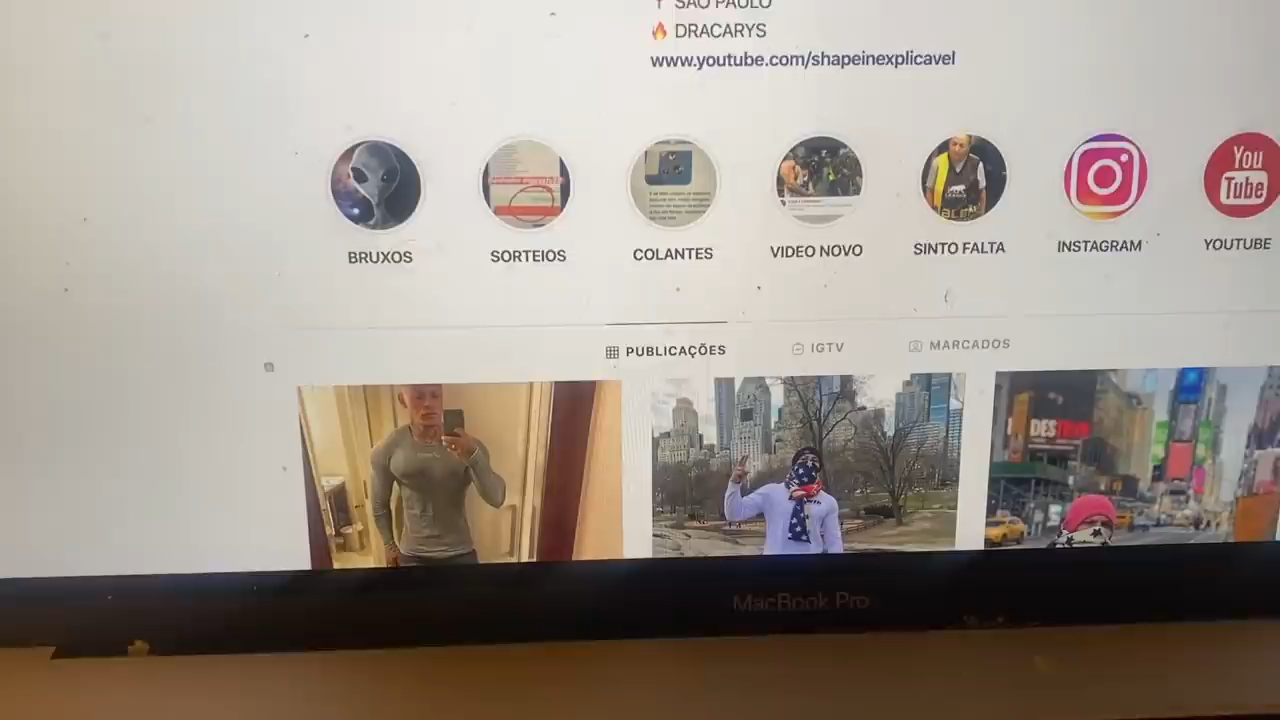 SÃO PAULO
🔥 DRACARYS
www.youtube.com/shapeinexplicavel
BRUXOS
SORTEIOS
COLANTES
VIDEO NOVO
SINTO FALTA
INSTAGRAM
You
Tube
YOUTUBE
PUBLICAÇÕES
IGTV
MARCADOS
MacBook Pro